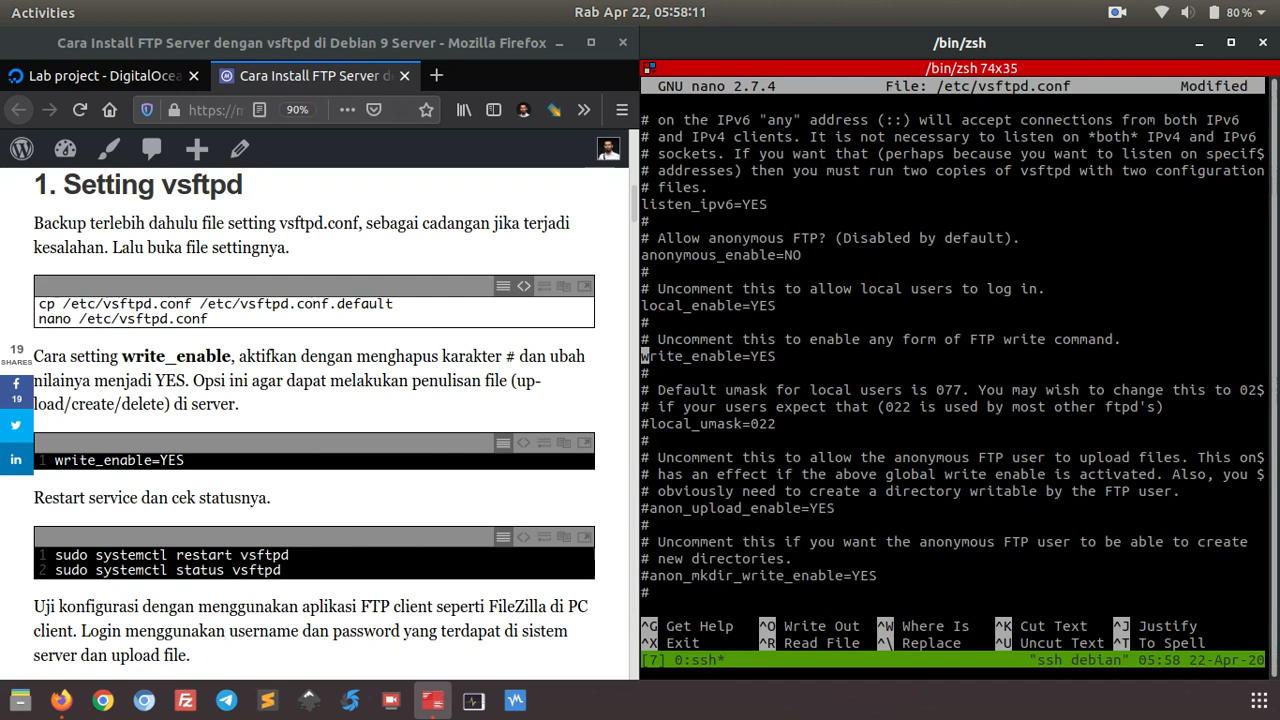 Activities
Rab Apr 22, 05:58:11
80 %
Cara Install FTP Server dengan vsftpd di Debian 9 Server - Mozilla Firefox
Lab project - DigitalOcea
Cara Install FTP Server d
https://
90%
1. Setting vsftpd
Backup terlebih dahulu file setting vsftpd.conf, sebagai cadangan jika terjadi
kesalahan. Lalu buka file settingnya.
cp /etc/vsftpd.conf /etc/vsftpd.conf.default
nano /etc/vsftpd.conf
19
SHARES
Cara setting write_enable, aktifkan dengan menghapus karakter # dan ubah
nilainya menjadi YES. Opsi ini agar dapat melakukan penulisan file (up-
load/create/delete) di server.
19
1 write_enable=YES
Restart service dan cek statusnya.
1 sudo systemctl restart vsftpd
2 sudo systemctl status vsftpd
Uji konfigurasi dengan menggunakan aplikasi FTP client seperti FileZilla di PC
client. Login menggunakan username dan password yang terdapat di sistem
server dan upload file.
/bin/zsh
/bin/zsh 74x35
GNU nano 2.7.4 File: /etc/vsftpd.conf Modified
# on the IPv6 "any" address (::) will accept connections from both IPv6
# and IPv4 clients. It is not necessary to listen on *both* IPv4 and IPv6
# sockets. If you want that (perhaps because you want to listen on specif$
# addresses) then you must run two copies of vsftpd with two configuration
# files.
listen_ipv6=YES
#
# Allow anonymous FTP? (Disabled by default).
anonymous_enable=NO
#
# Uncomment this to allow local users to log in.
local_enable=YES
#
# Uncomment this to enable any form of FTP write command.
write_enable=YES
#
# Default umask for local users is 077. You may wish to change this to 02$
# if your users expect that (022 is used by most other ftpd's)
#local_umask=022
#
# Uncomment this to allow the anonymous FTP user to upload files. This on$
# has an effect if the above global write enable is activated. Also, you $
# obviously need to create a directory writable by the FTP user.
#anon_upload_enable=YES
#
# Uncomment this if you want the anonymous FTP user to be able to create
# new directories.
#anon_mkdir_write_enable=YES
#
^G Get Help ^O Write Out ^W Where Is ^K Cut Text ^J Justify
^X Exit ^R Read File ^\ Replace ^U Uncut Text ^T To Spell
[7] 0:ssh* "ssh debian" 05:58 22-Apr-20